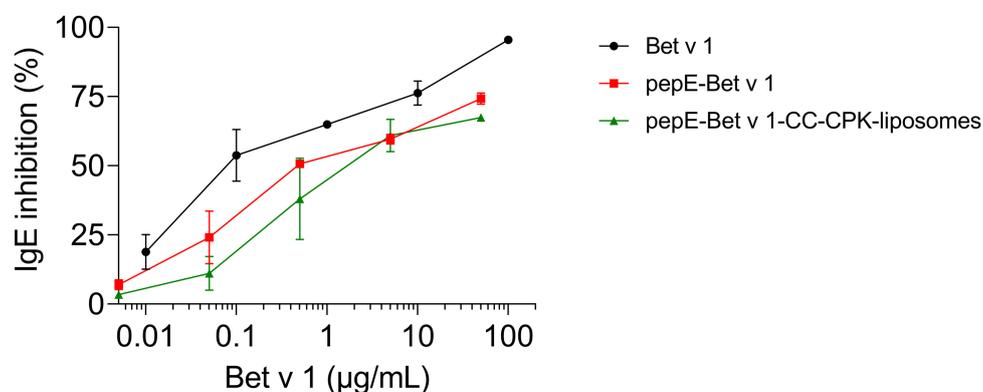 100
75
50
25
0
IgE inhibition (%)
0.01 0.1 1 10 100
Bet v 1 (µg/mL)
Bet v 1
pepE-Bet v 1
pepE-Bet v 1-CC-CPK-liposomes